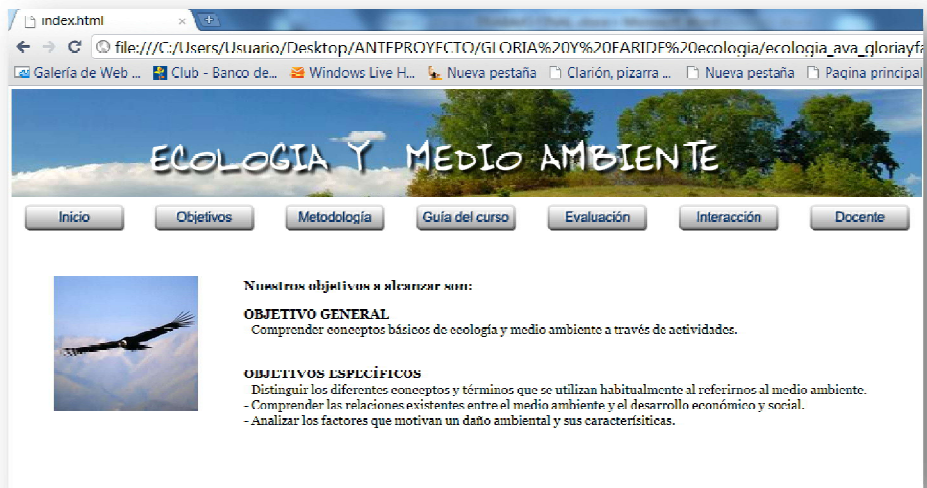 index.html
file:///C:/Users/Usuario/Desktop/ANTEPROYECTO/GLORIA%20Y%20FARIDE%20ecologia/ecologia_ava_gloriayfa
Galería de Web ... Club - Banco de... Windows Live H... Nueva pestaña Clarión, pizarra ... Nueva pestaña Pagina principal
ECOLOGIA Y MEDIO AMBIENTE
Inicio Objetivos Metodología Guía del curso Evaluación Interacción Docente
Nuestros objetivos a alcanzar son:
OBJETIVO GENERAL
Comprender conceptos básicos de ecología y medio ambiente a través de actividades.
OBJETIVOS ESPECÍFICOS
Distinguir los diferentes conceptos y términos que se utilizan habitualmente al referirnos al medio ambiente.
- Comprender las relaciones existentes entre el medio ambiente y el desarrollo económico y social.
- Analizar los factores que motivan un daño ambiental y sus caracterísiticas.